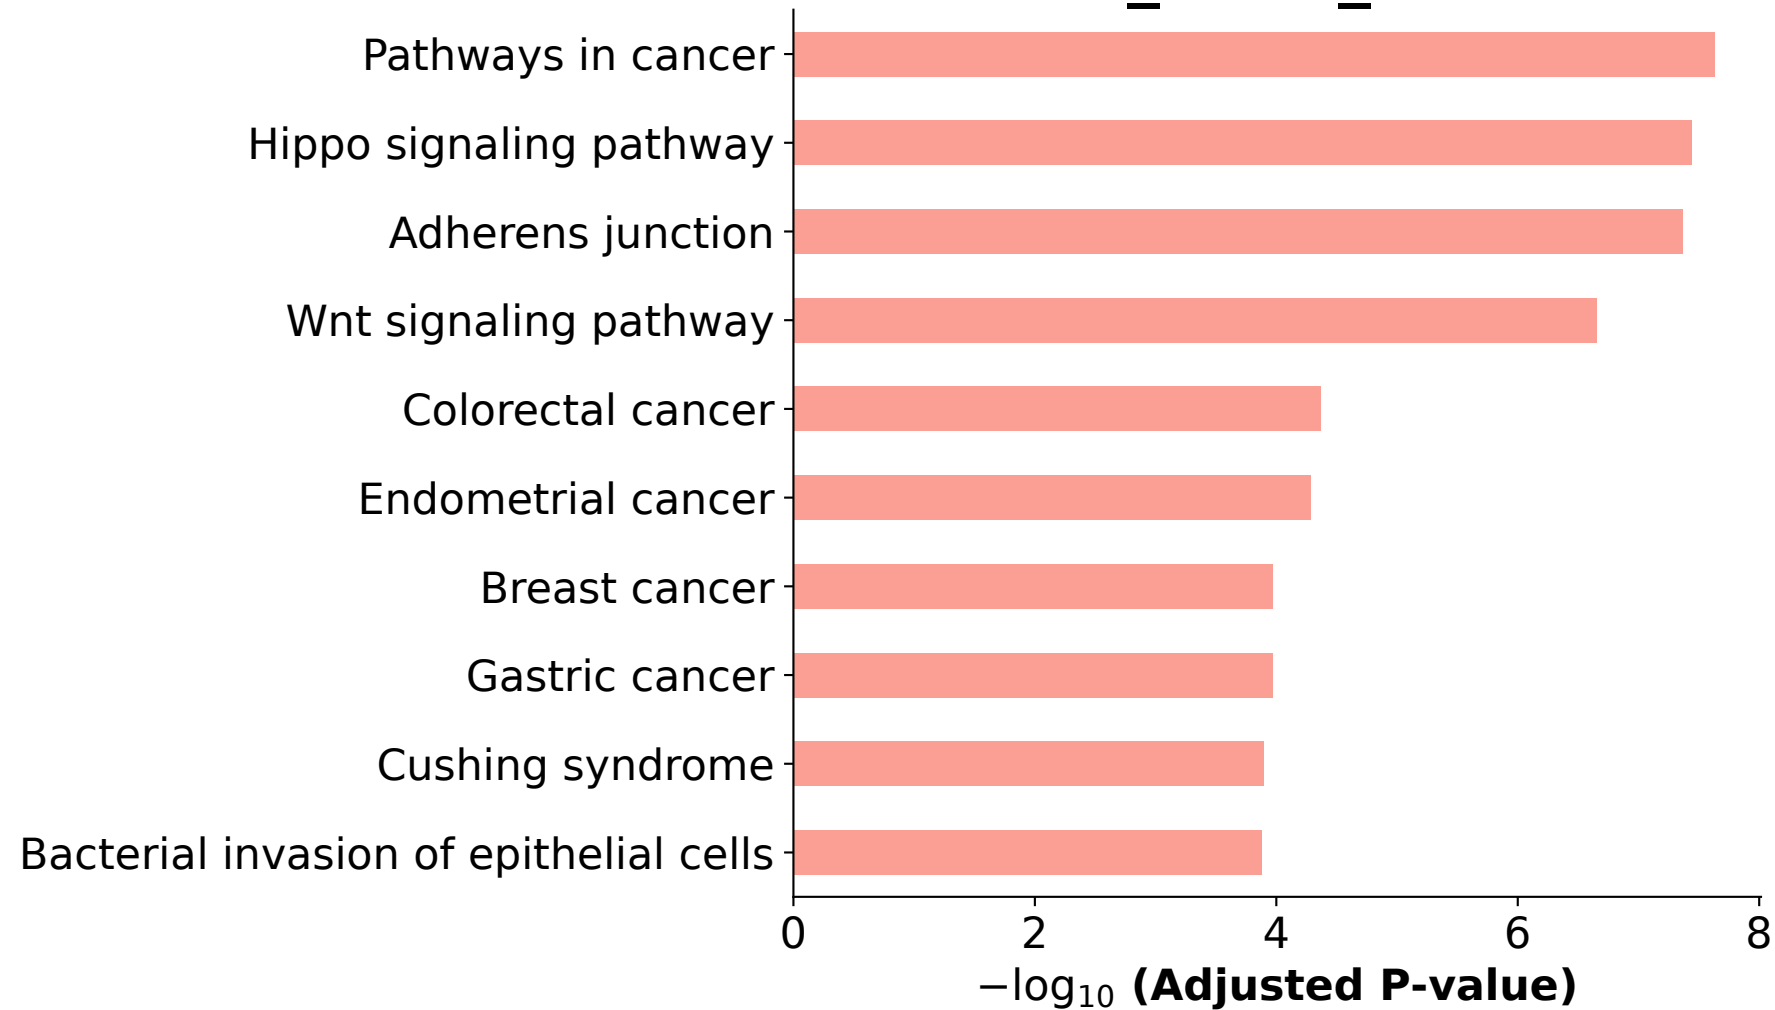 Pathways in cancer
Hippo signaling pathway
Adherens junction
Wnt signaling pathway
Colorectal cancer
Endometrial cancer
Breast cancer
Gastric cancer
Cushing syndrome
Bacterial invasion of epithelial cells
0 2 4 6 8
−log₁₀ (Adjusted P-value)